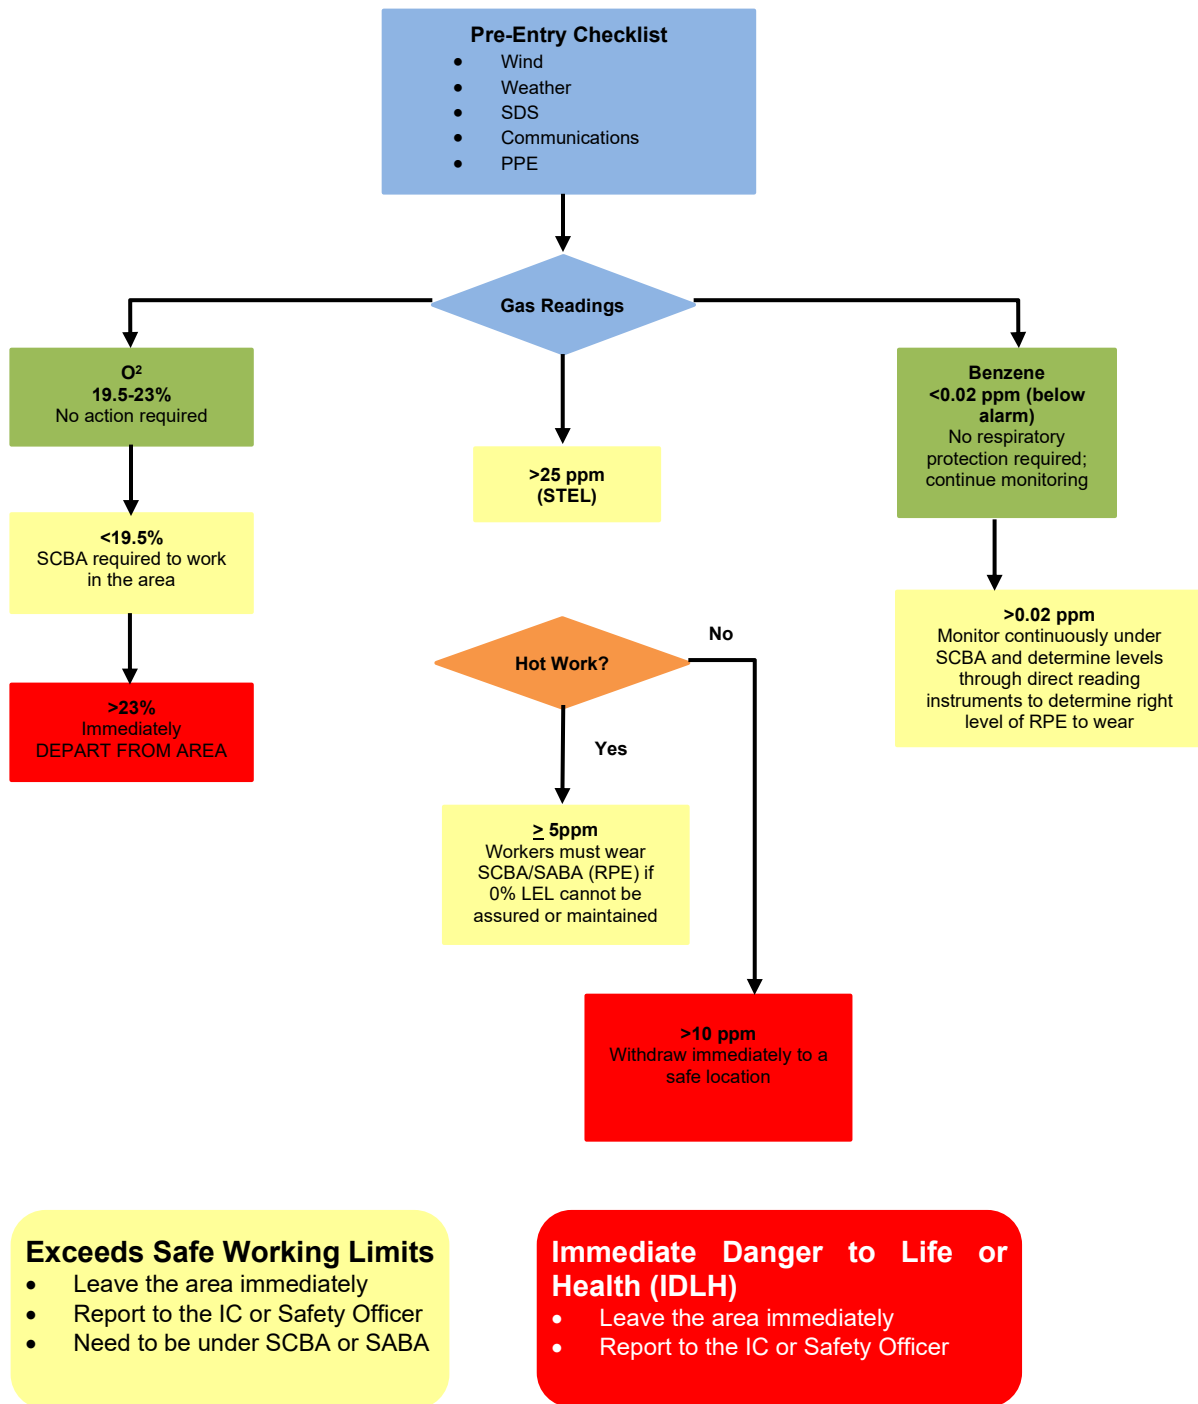 Pre-Entry Checklist
• Wind
• Weather
• SDS
• Communications
• PPE
Gas Readings
O²
19.5-23%
No action required
<19.5%
SCBA required to work
in the area
>23%
Immediately
DEPART FROM AREA
>25 ppm
(STEL)
Hot Work?
No
Yes
≥ 5ppm
Workers must wear
SCBA/SABA (RPE) if
0% LEL cannot be
assured or maintained
>10 ppm
Withdraw immediately to a
safe location
Benzene
<0.02 ppm (below
alarm)
No respiratory
protection required;
continue monitoring
>0.02 ppm
Monitor continuously under
SCBA and determine levels
through direct reading
instruments to determine right
level of RPE to wear
Exceeds Safe Working Limits
• Leave the area immediately
• Report to the IC or Safety Officer
• Need to be under SCBA or SABA
Immediate Danger to Life or
Health (IDLH)
• Leave the area immediately
• Report to the IC or Safety Officer